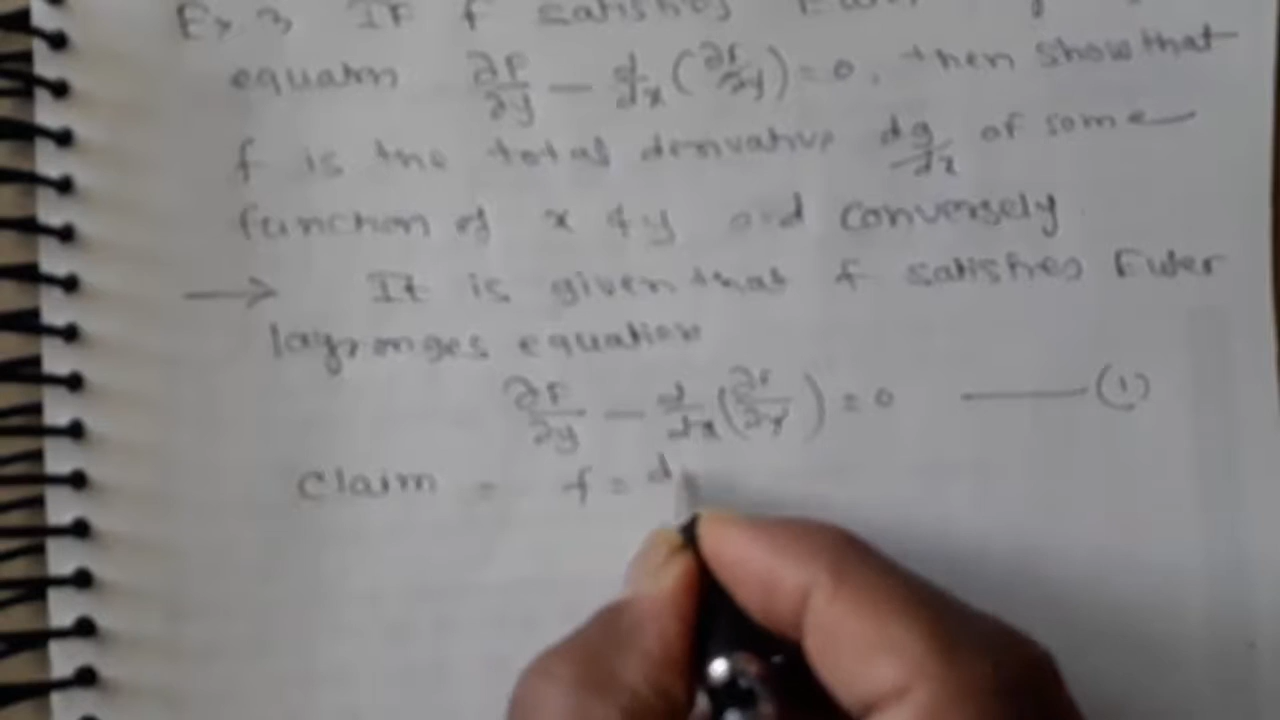 Ex. 3 If f satisfies
equatn ∂F/∂y — d/dx (∂F/∂y') = 0, then show that
f is the total derivative dg/dx of some
function of x & y and conversely
→ It is given that f satisfies Euler
lagranges equation
∂F/∂y — d/dx (∂F/∂y') = 0 —— (1)
Claim - f = d